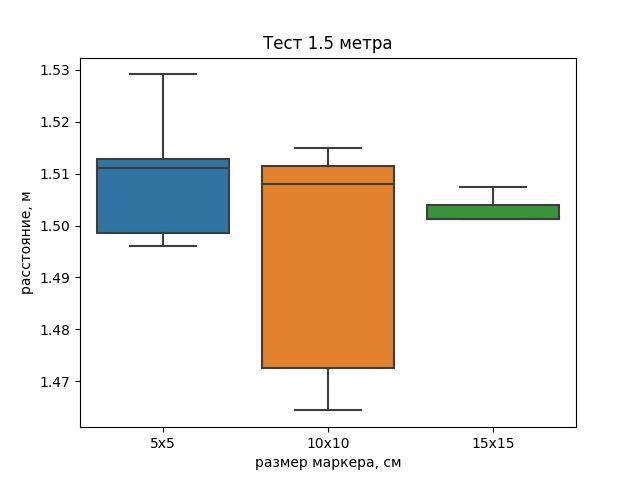 Тест 1.5 метра
расстояние, м
1.53
1.52
1.51
1.50
1.49
1.48
1.47
5x5
10x10
15x15
размер маркера, см